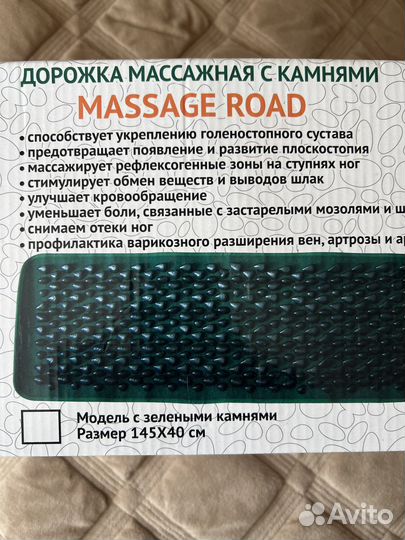 ДОРОЖКА МАССАЖНАЯ С КАМНЯМИ
MASSAGE ROAD
• способствует укреплению голеностопного сустава
• предотвращает появление и развитие плоскостопия
• массажирует рефлексогенные зоны на ступнях ног
• стимулирует обмен веществ и выводов шлак
• улучшает кровообращение
• уменьшает боли, связанные с застарелыми мозолями и
• снимаем отеки ног
• профилактика варикозного расширения вен, артрозы и
Модель с зелеными камнями
Размер 145X40 см
Avito